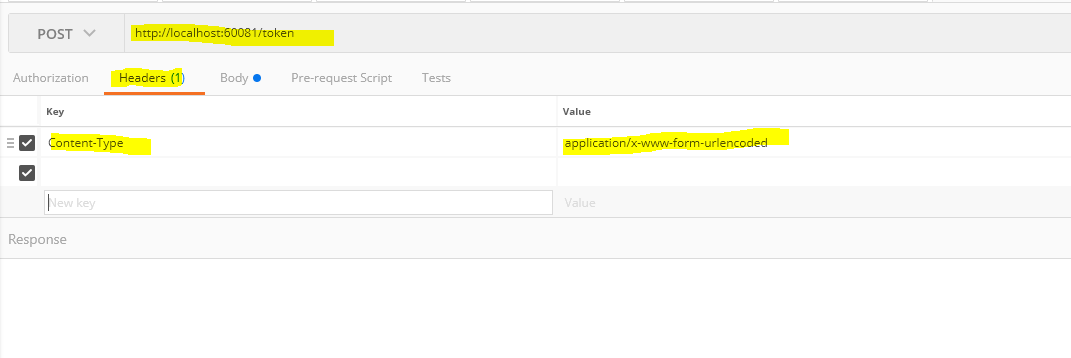 POST http://localhost:60081/token
Authorization Headers (1) Body Pre-request Script Tests
Key Value
Content-Type application/x-www-form-urlencoded
New key Value
Response